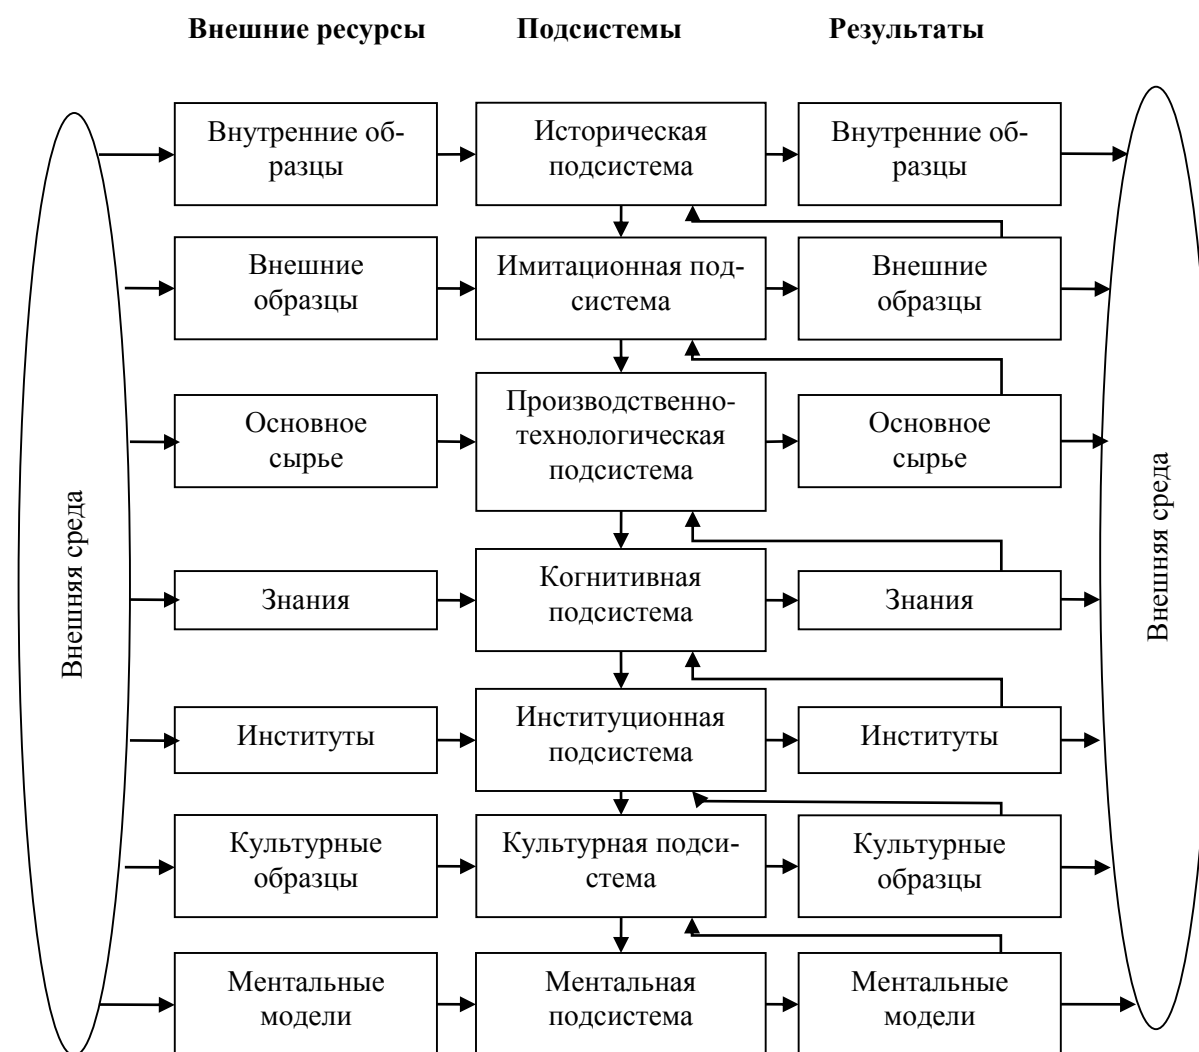 Внешние ресурсы Подсистемы Результаты
Внешняя среда
Внутренние об-
разцы
Историческая
подсистема
Внутренние об-
разцы
Внешние
образцы
Имитационная под-
система
Внешние
образцы
Основное
сырье
Производственно-
технологическая
подсистема
Основное
сырье
Знания
Когнитивная
подсистема
Знания
Институты
Институционная
подсистема
Институты
Культурные
образцы
Культурная подси-
стема
Культурные
образцы
Ментальные
модели
Ментальная
подсистема
Ментальные
модели
Внешняя среда